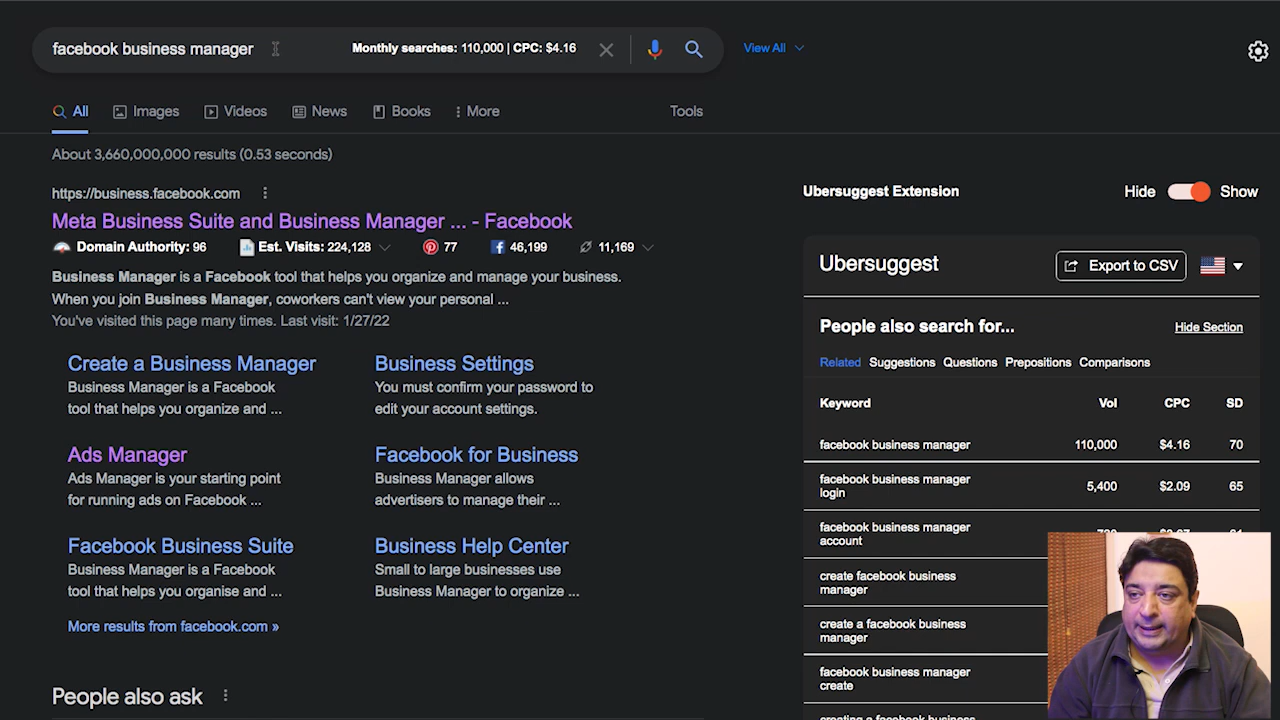 facebook business manager
Monthly searches: 110,000 | CPC: $4.16
View All
All
Images
Videos
News
Books
More
Tools
About 3,660,000,000 results (0.53 seconds)
https://business.facebook.com
Meta Business Suite and Business Manager ... - Facebook
Domain Authority: 96
Est. Visits: 224,128
77
46,199
11,169
Business Manager is a Facebook tool that helps you organize and manage your business.
When you join Business Manager, coworkers can't view your personal ...
You've visited this page many times. Last visit: 1/27/22
Create a Business Manager
Business Manager is a Facebook
tool that helps you organize and ...
Business Settings
You must confirm your password to
edit your account settings.
Ads Manager
Ads Manager is your starting point
for running ads on Facebook ...
Facebook for Business
Business Manager allows
advertisers to manage their ...
Facebook Business Suite
Business Manager is a Facebook
tool that helps you organise and ...
Business Help Center
Small to large businesses use
Business Manager to organize ...
More results from facebook.com »
People also ask
Ubersuggest Extension
Hide
Show
Ubersuggest
Export to CSV
People also search for...
Hide Section
Related Suggestions Questions Prepositions Comparisons
Keyword Vol CPC SD
facebook business manager 110,000 $4.16 70
facebook business manager
login
5,400 $2.09 65
facebook business manager
account
create facebook business
manager
create a facebook business
manager
facebook business manager
create
creating a facebook business